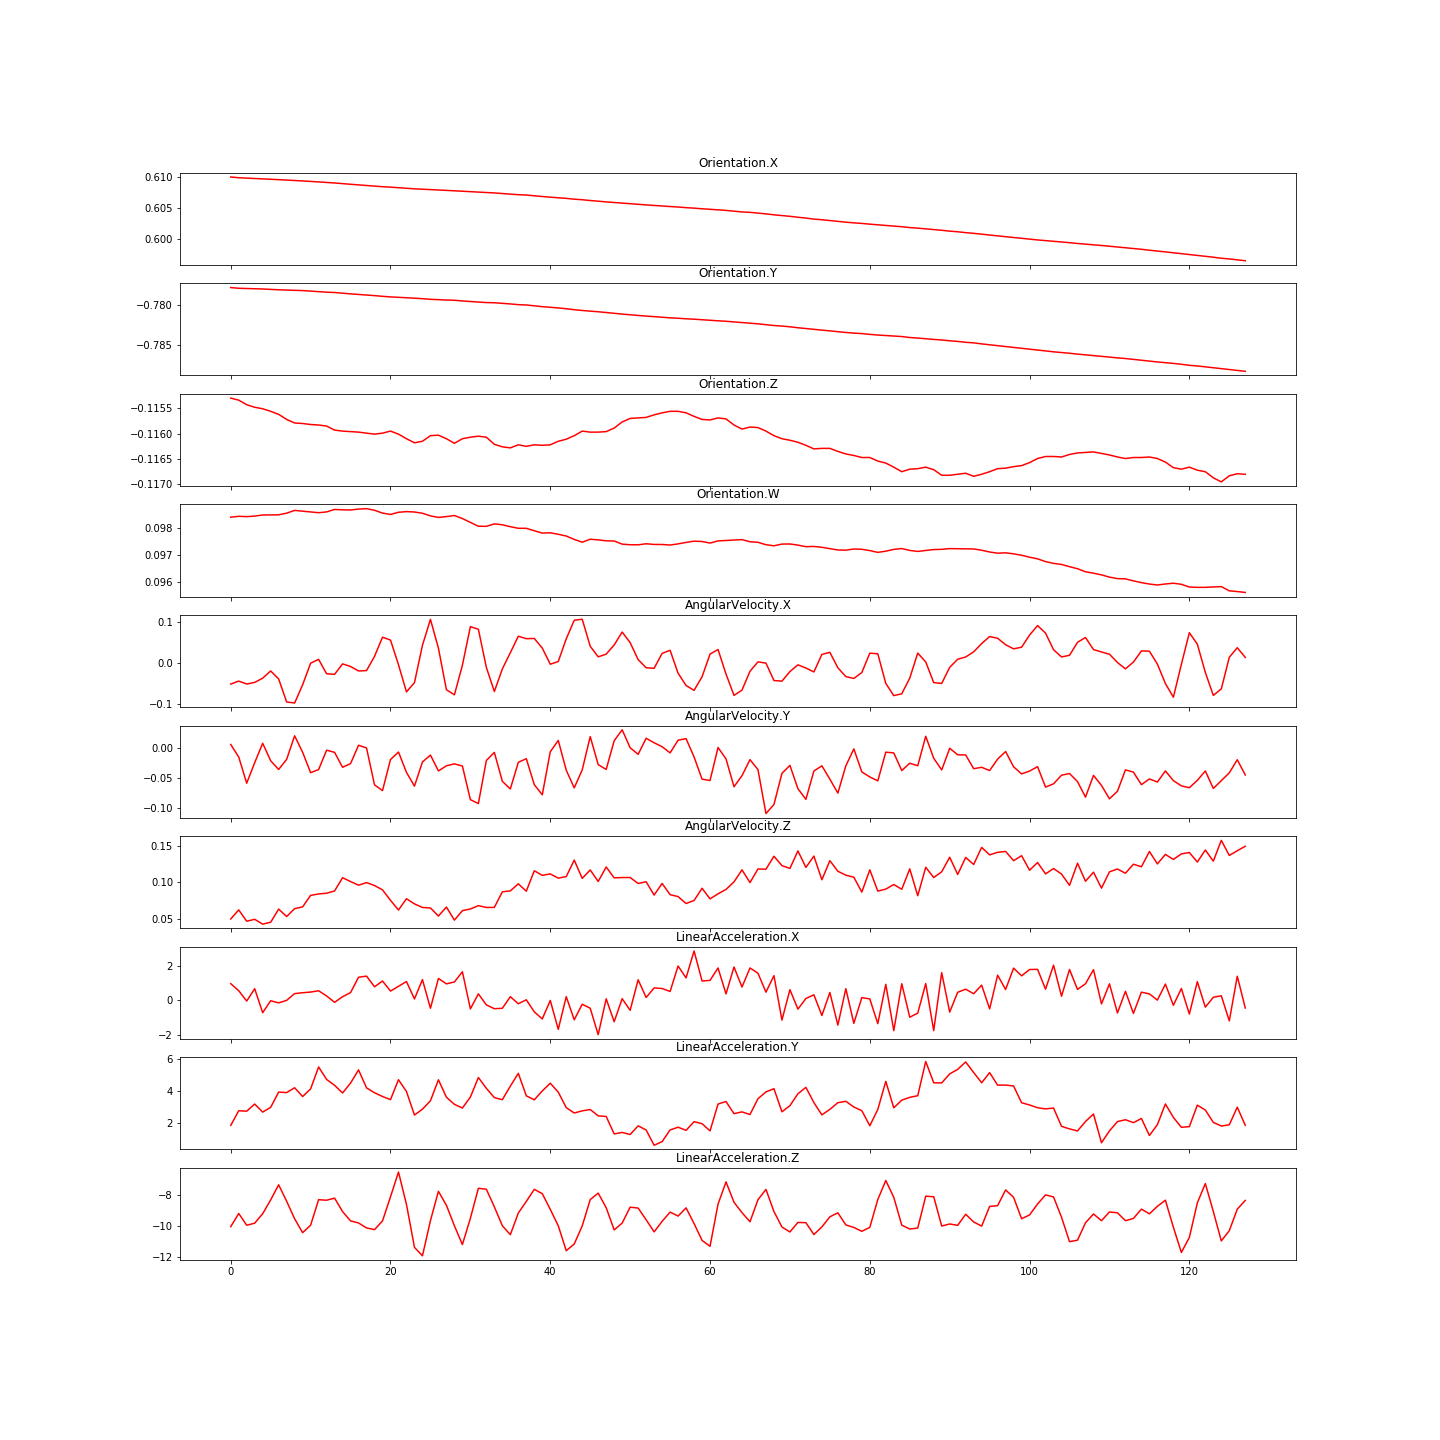 Orientation.X
0.610
0.605
0.600
Orientation.Y
−0.780
−0.785
Orientation.Z
−0.1155
−0.1160
−0.1165
−0.1170
Orientation.W
0.098
0.097
0.096
AngularVelocity.X
0.1
0.0
−0.1
AngularVelocity.Y
0.00
−0.05
−0.10
AngularVelocity.Z
0.15
0.10
0.05
LinearAcceleration.X
2
0
−2
LinearAcceleration.Y
6
4
2
LinearAcceleration.Z
−8
−10
−12
0 20 40 60 80 100 120